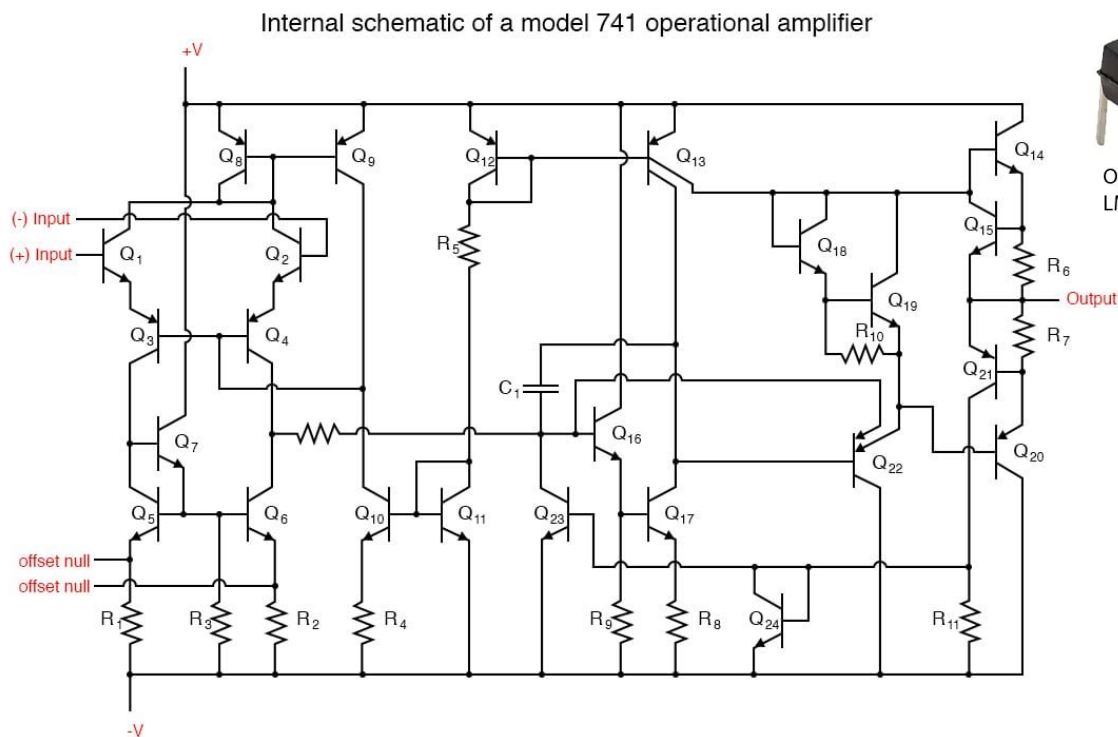 Internal schematic of a model 741 operational amplifier
+V
Q8
Q9
Q12
Q13
Q14
O
LM
(-) Input
(+) Input
Q1
Q2
R5
Q18
Q15
R6
Output
Q3
Q4
Q19
R10
R7
C1
Q21
Q7
Q16
Q22
Q20
Q5
Q6
Q10
Q11
Q23
Q17
offset null
offset null
R1
R3
R2
R4
R9
R8
Q24
R11
-V